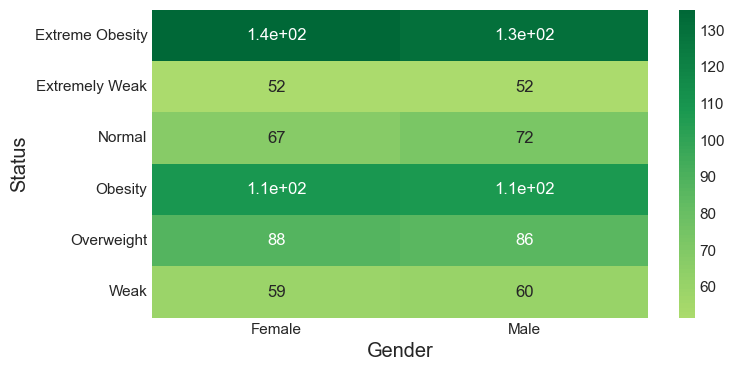 Extreme Obesity 1.4e+02 1.3e+02
Extremely Weak 52 52
Normal 67 72
Obesity 1.1e+02 1.1e+02
Overweight 88 86
Weak 59 60
Status
Female Male
Gender
130
120
110
100
90
80
70
60